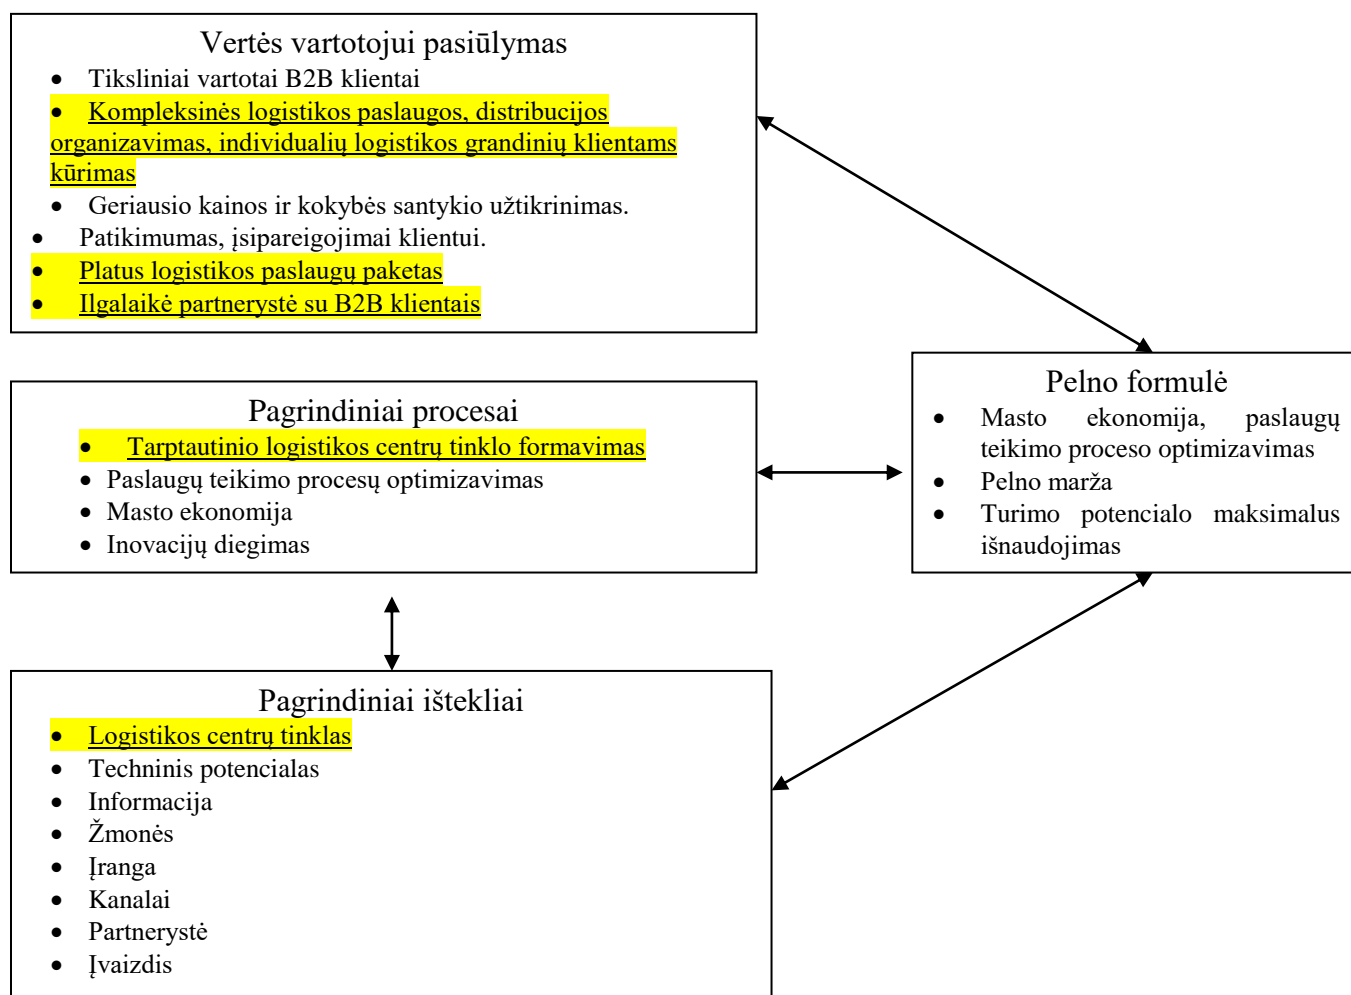 Vertės vartotojui pasiūlymas
• Tiksliniai vartotai B2B klientai
• Kompleksinės logistikos paslaugos, distribucijos
organizavimas, individualių logistikos grandinių klientams
kūrimas
• Geriausio kainos ir kokybės santykio užtikrinimas.
• Patikimumas, įsipareigojimai klientui.
• Platus logistikos paslaugų paketas
• Ilgalaikė partnerystė su B2B klientais
Pagrindiniai procesai
• Tarptautinio logistikos centrų tinklo formavimas
• Paslaugų teikimo procesų optimizavimas
• Masto ekonomija
• Inovacijų diegimas
Pelno formulė
• Masto ekonomija, paslaugų
teikimo proceso optimizavimas
• Pelno marža
• Turimo potencialo maksimalus
išnaudojimas
Pagrindiniai ištekliai
• Logistikos centrų tinklas
• Techninis potencialas
• Informacija
• Žmonės
• Įranga
• Kanalai
• Partnerystė
• Įvaizdis